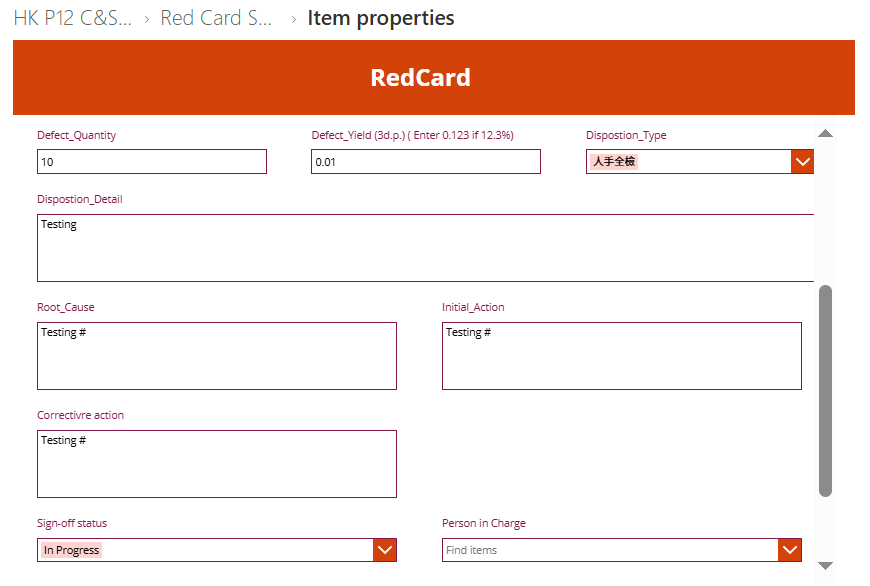 HK P12 C&S... › Red Card S... › Item properties
RedCard
Defect_Quantity Defect_Yield (3d.p.) ( Enter 0.123 if 12.3%) Dispostion_Type
10 0.01 人手全檢
Dispostion_Detail
Testing
Root_Cause Initial_Action
Testing # Testing #
Correctivre action
Testing #
Sign-off status Person in Charge
In Progress Find items